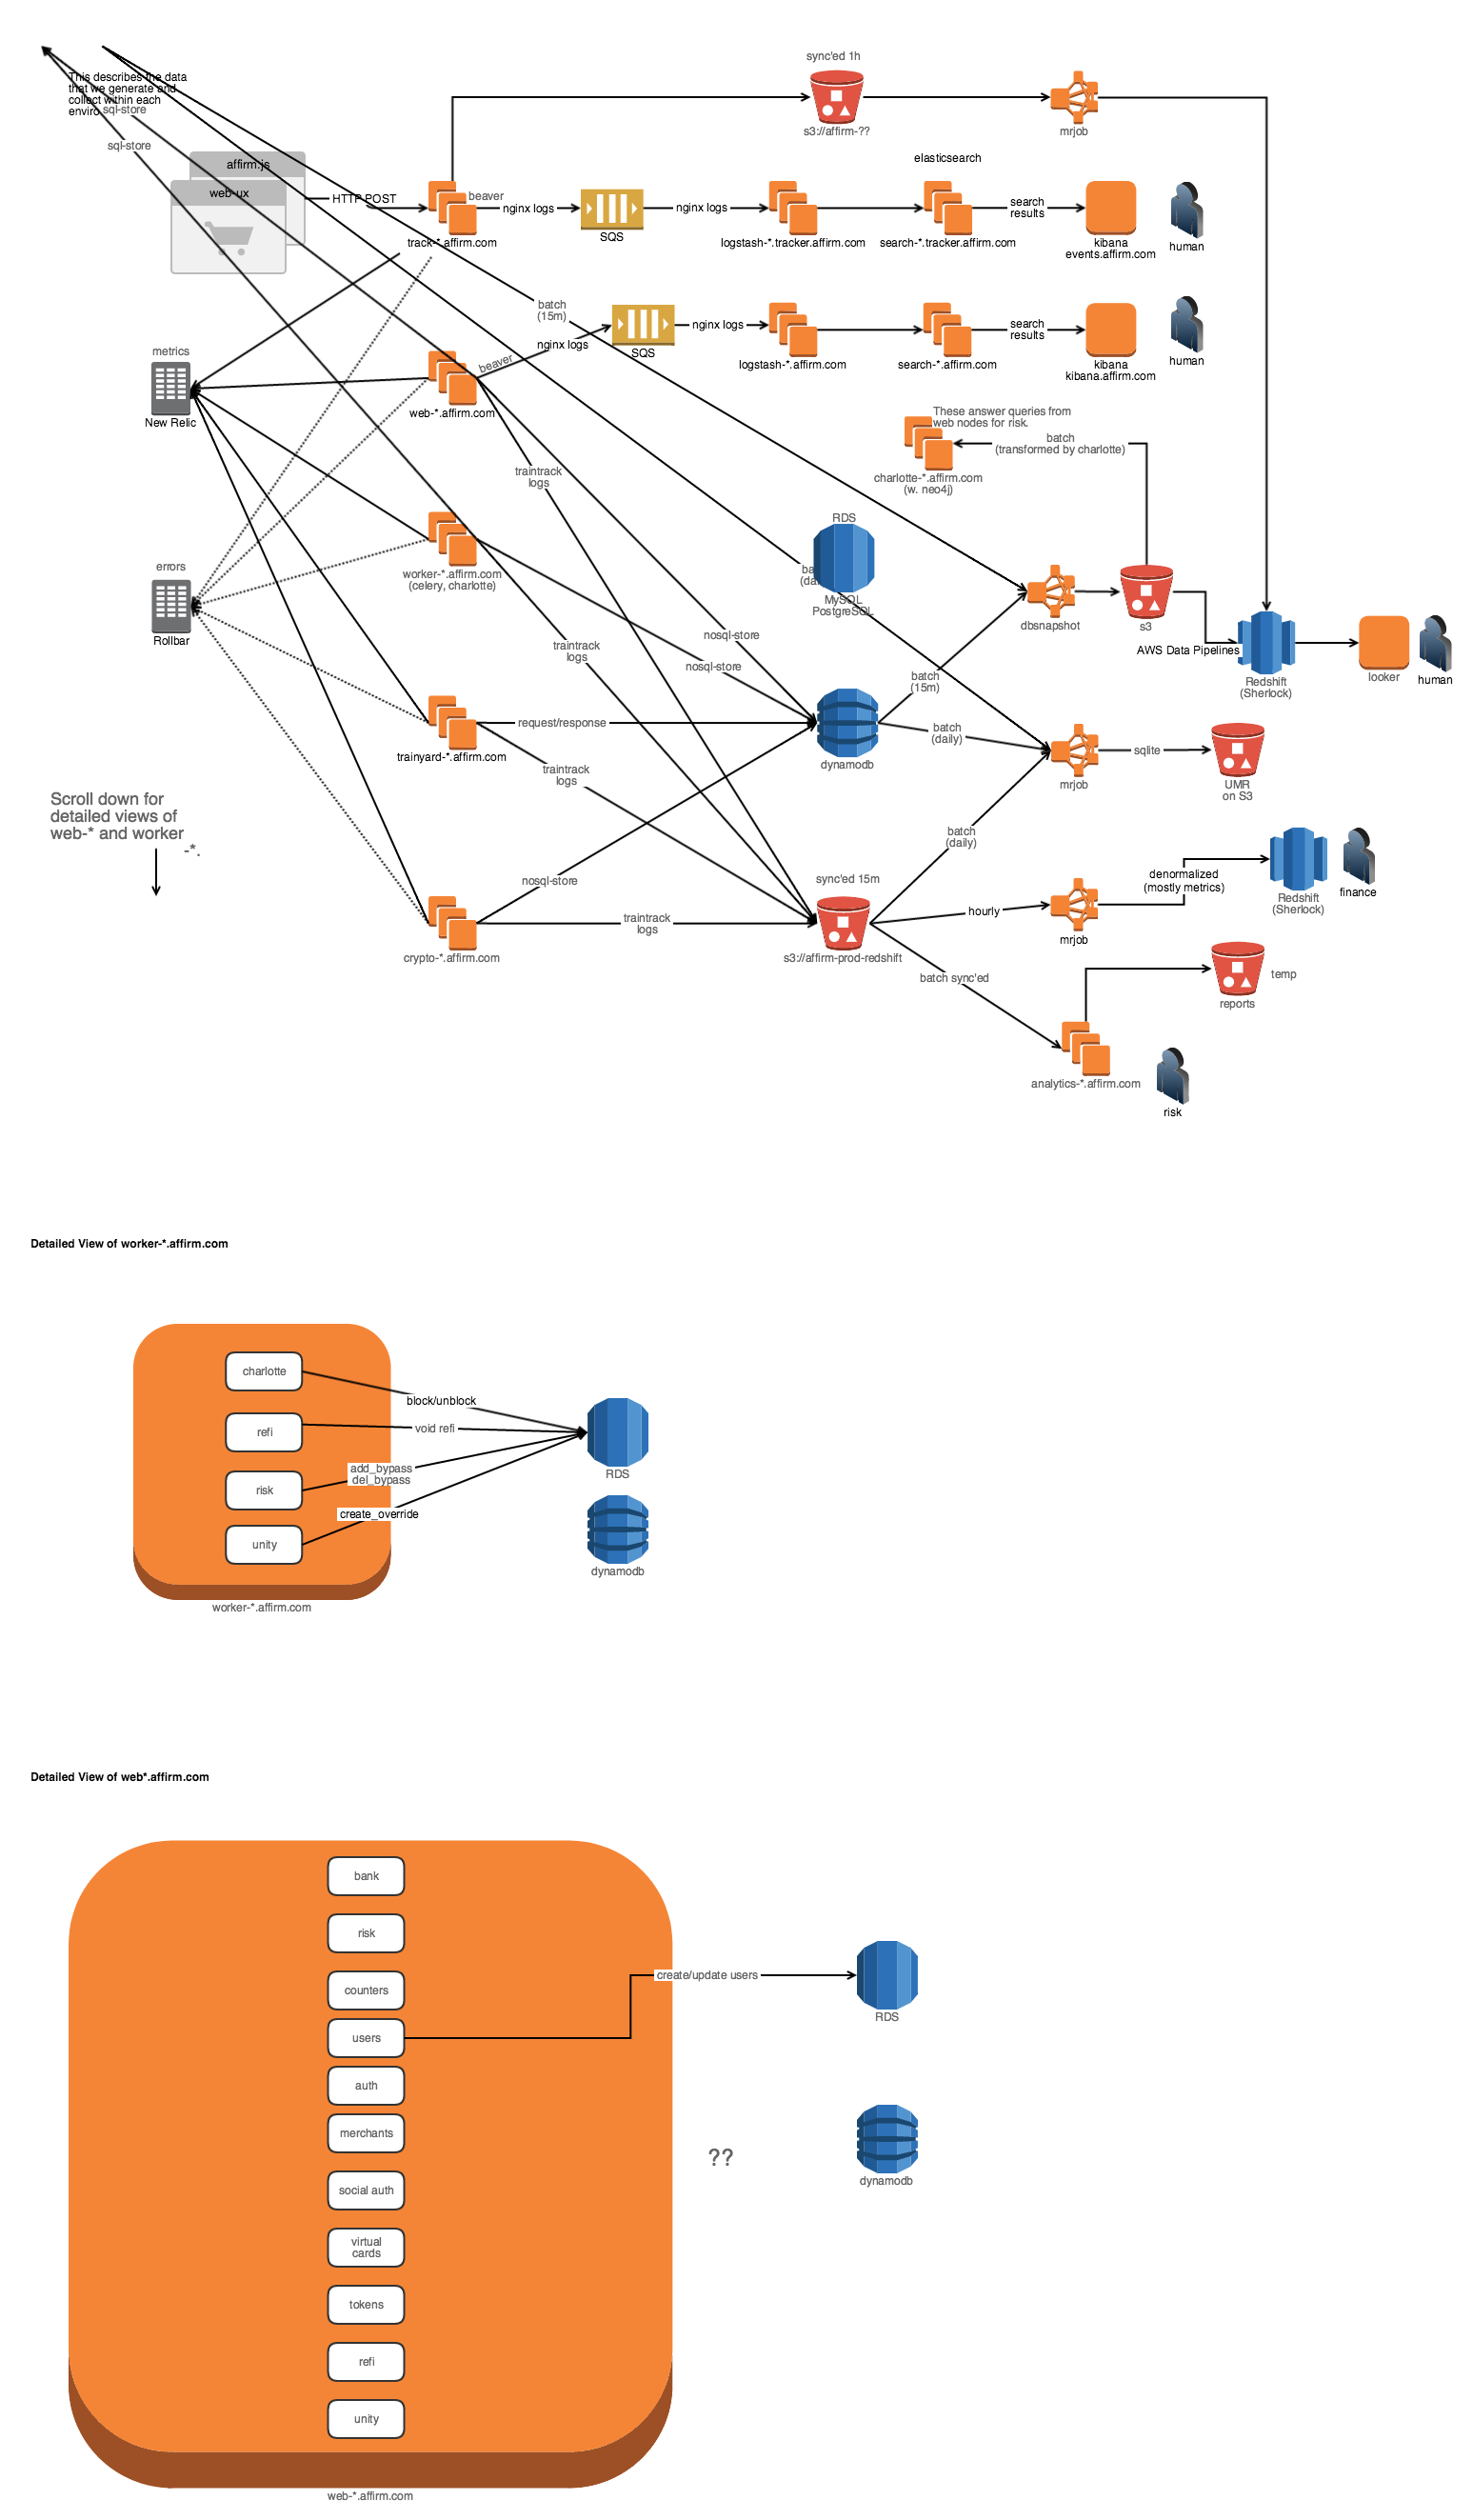 sync'ed 1h
This describes the data
that we generate and
collect within each
enviro
sql-store
sql-store
s3://affirm-??
mrjob
elasticsearch
affirm.js
web-ux
HTTP POST
beaver
nginx logs
nginx logs
search
results
track-*.affirm.com
SQS
logstash-*.tracker.affirm.com
search-*.tracker.affirm.com
kibana
events.affirm.com
human
batch
(15m)
nginx logs
search
results
nginx logs
beaver
SQS
logstash-*.affirm.com
search-*.affirm.com
kibana
kibana.affirm.com
human
metrics
New Relic
web-*.affirm.com
These answer queries from
web nodes for risk.
batch
(transformed by charlotte)
charlotte-*.affirm.com
(w. neo4j)
traintrack
logs
RDS
errors
worker-*.affirm.com
(celery, charlotte)
MySQL
PostgreSQL
dbsnapshot
s3
Rollbar
nosql-store
traintrack
logs
nosql-store
AWS Data Pipelines
Redshift
(Sherlock)
looker
human
batch
(15m)
request/response
batch
(daily)
trainyard-*.affirm.com
dynamodb
sqlite
traintrack
logs
mrjob
UMR
on S3
Scroll down for
detailed views of
web-* and worker
-*.
batch
(daily)
nosql-store
sync'ed 15m
denormalized
(mostly metrics)
Redshift
(Sherlock)
finance
traintrack
logs
hourly
mrjob
crypto-*.affirm.com
s3://affirm-prod-redshift
batch sync'ed
temp
reports
analytics-*.affirm.com
risk
Detailed View of worker-*.affirm.com
charlotte
block/unblock
refi
void refi
add_bypass
del_bypass
RDS
risk
create_override
unity
dynamodb
worker-*.affirm.com
Detailed View of web*.affirm.com
bank
risk
counters
create/update users
RDS
users
auth
merchants
??
dynamodb
social auth
virtual
cards
tokens
refi
unity
web-*.affirm.com